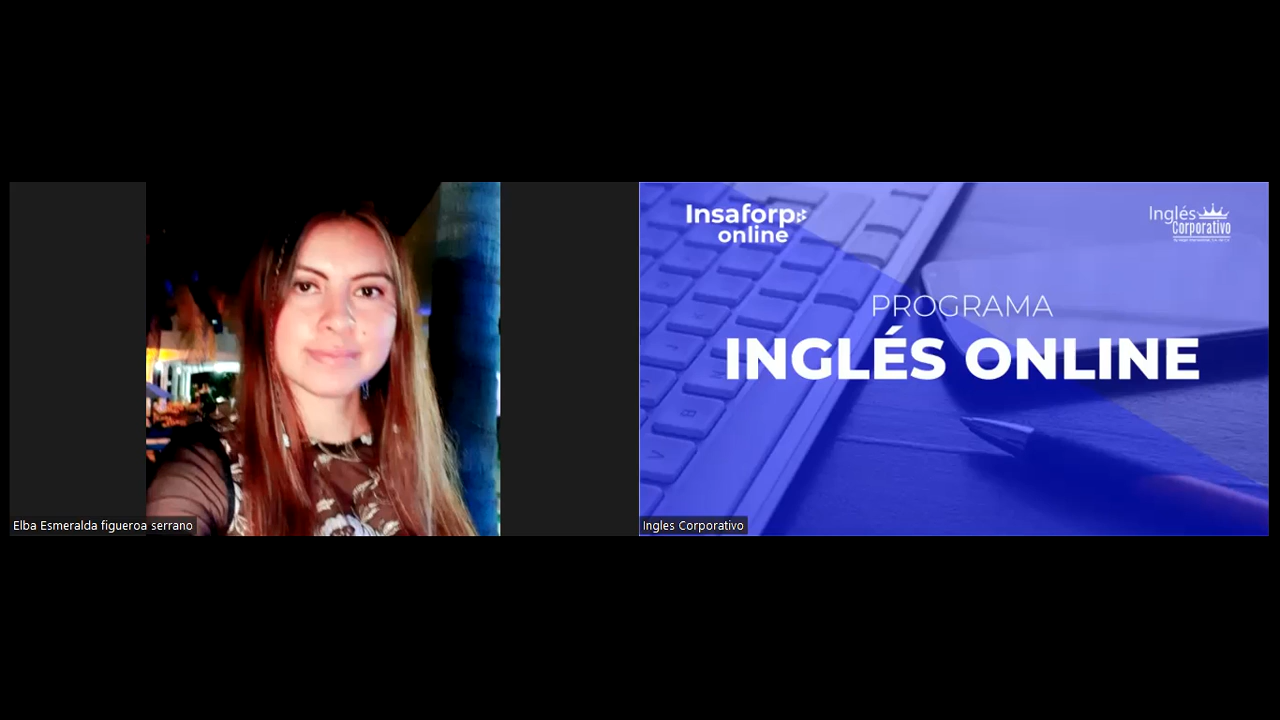 Insaforp
online
Inglés
Corporativo
PROGRAMA
INGLÉS ONLINE
Elba Esmeralda figueroa serrano
Ingles Corporativo